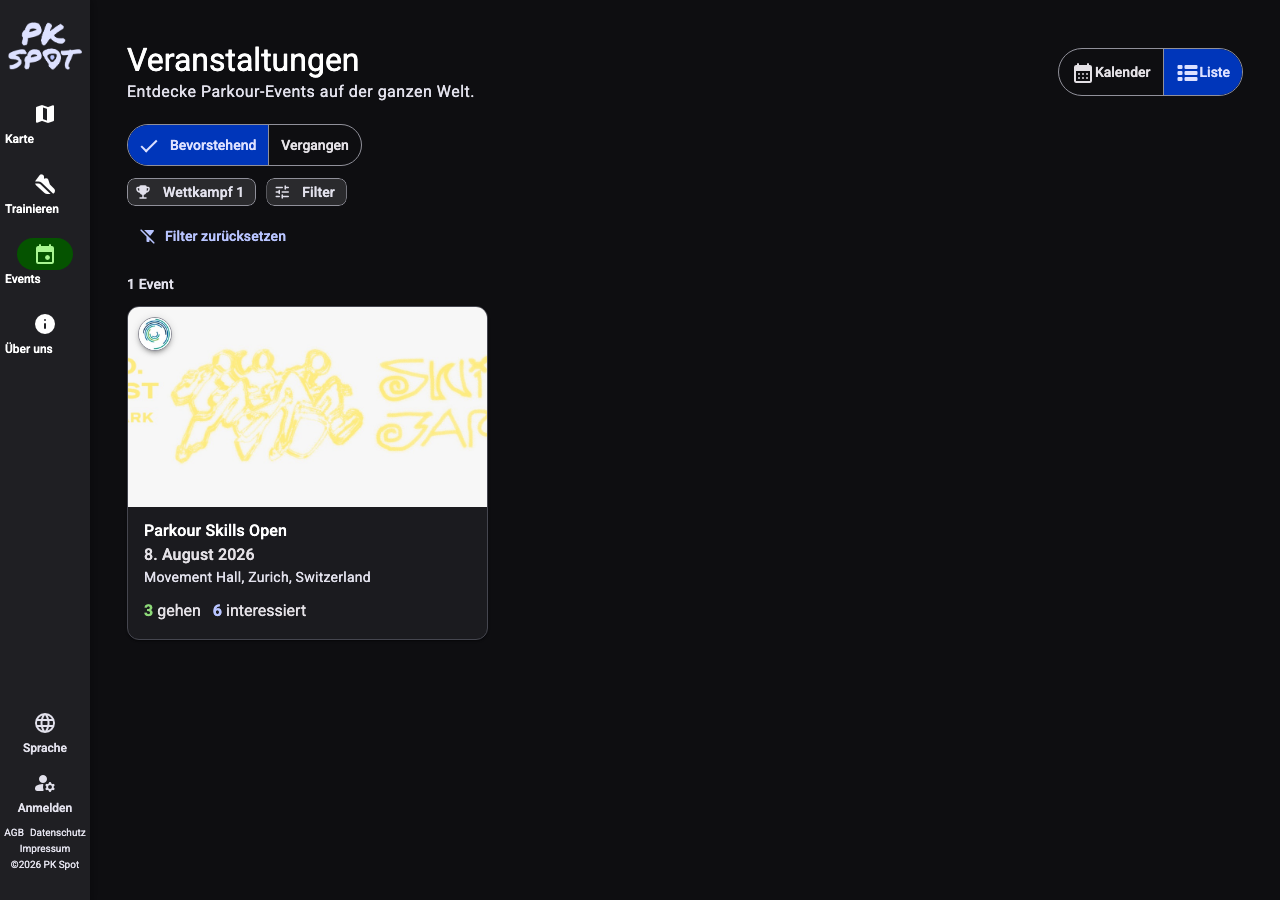 PK
SPOT
Karte
Trainieren
Events
Über uns
Sprache
Anmelden
AGB Datenschutz
Impressum
©2026 PK Spot
Veranstaltungen
Entdecke Parkour-Events auf der ganzen Welt.
Kalender
Liste
Bevorstehend
Vergangen
Wettkampf 1
Filter
Filter zurücksetzen
1 Event
Parkour Skills Open
8. August 2026
Movement Hall, Zurich, Switzerland
3 gehen 6 interessiert